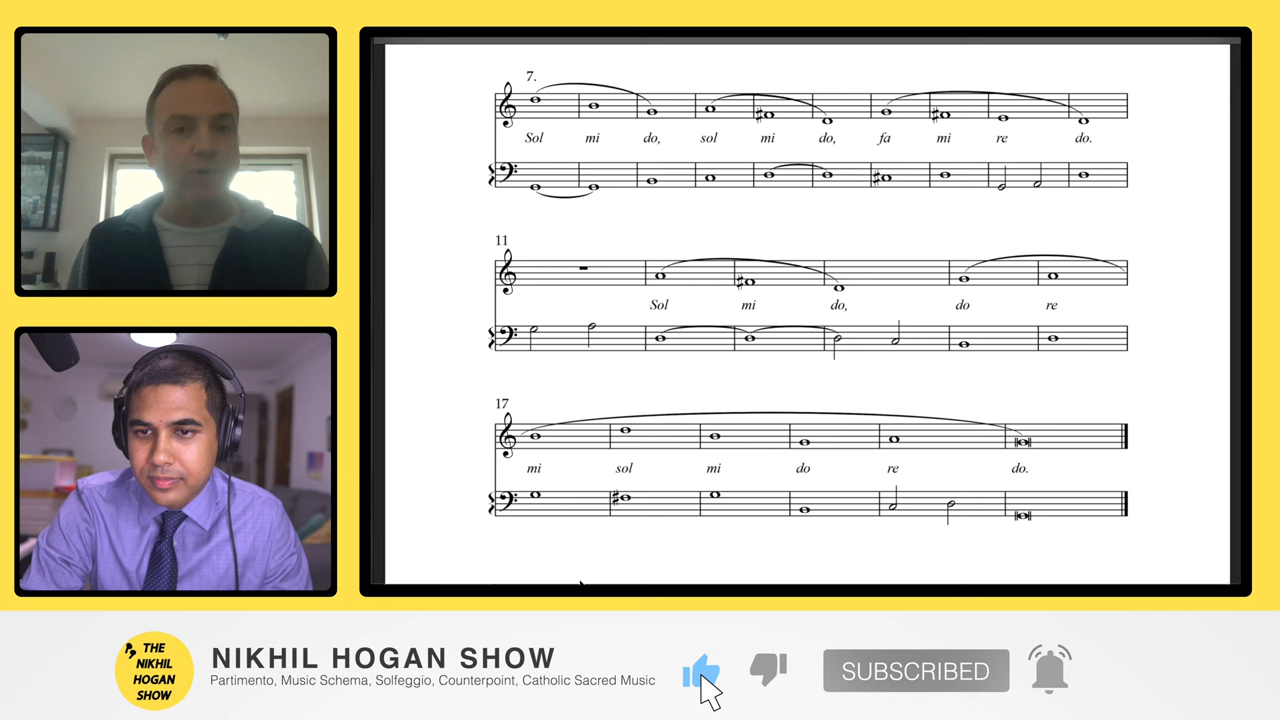 7.
Sol mi do, sol mi do, fa mi re do.
11
Sol mi do, do re
17
mi sol mi do re do.
THE
NIKHIL
HOGAN
SHOW
NIKHIL HOGAN SHOW
Partimento, Music Schema, Solfeggio, Counterpoint, Catholic Sacred Music
SUBSCRIBED